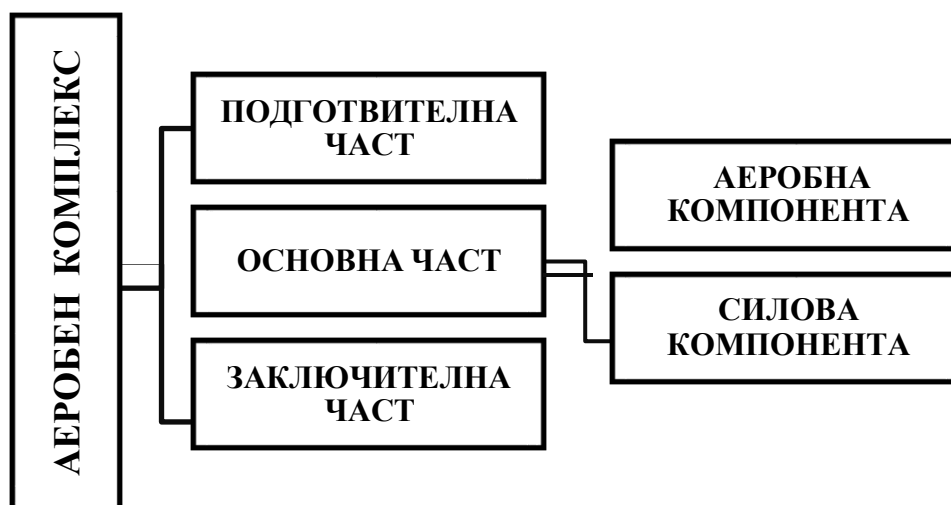 АЕРОБЕН КОМПЛЕКС
ПОДГОТВИТЕЛНА
ЧАСТ
ОСНОВНА ЧАСТ
ЗАКЛЮЧИТЕЛНА
ЧАСТ
АЕРОБНА
КОМПОНЕНТА
СИЛОВА
КОМПОНЕНТА